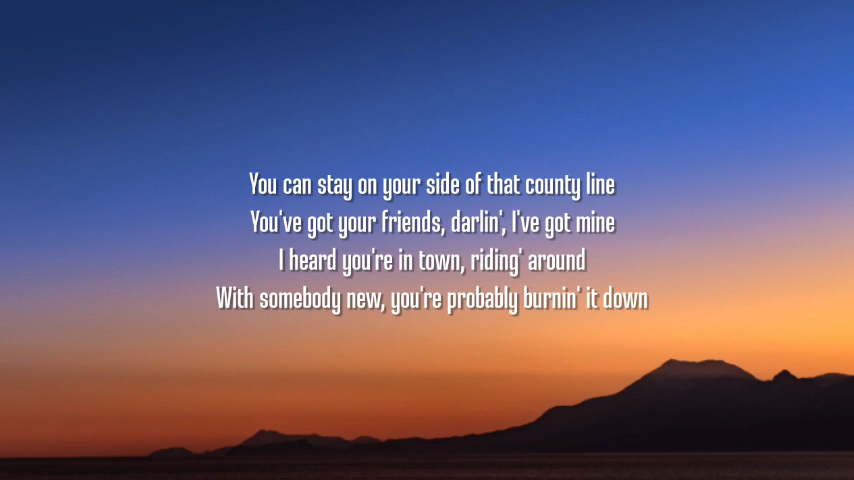 You can stay on your side of that county line
You've got your friends, darlin', I've got mine
I heard you're in town, riding' around
With somebody new, you're probably burnin' it down